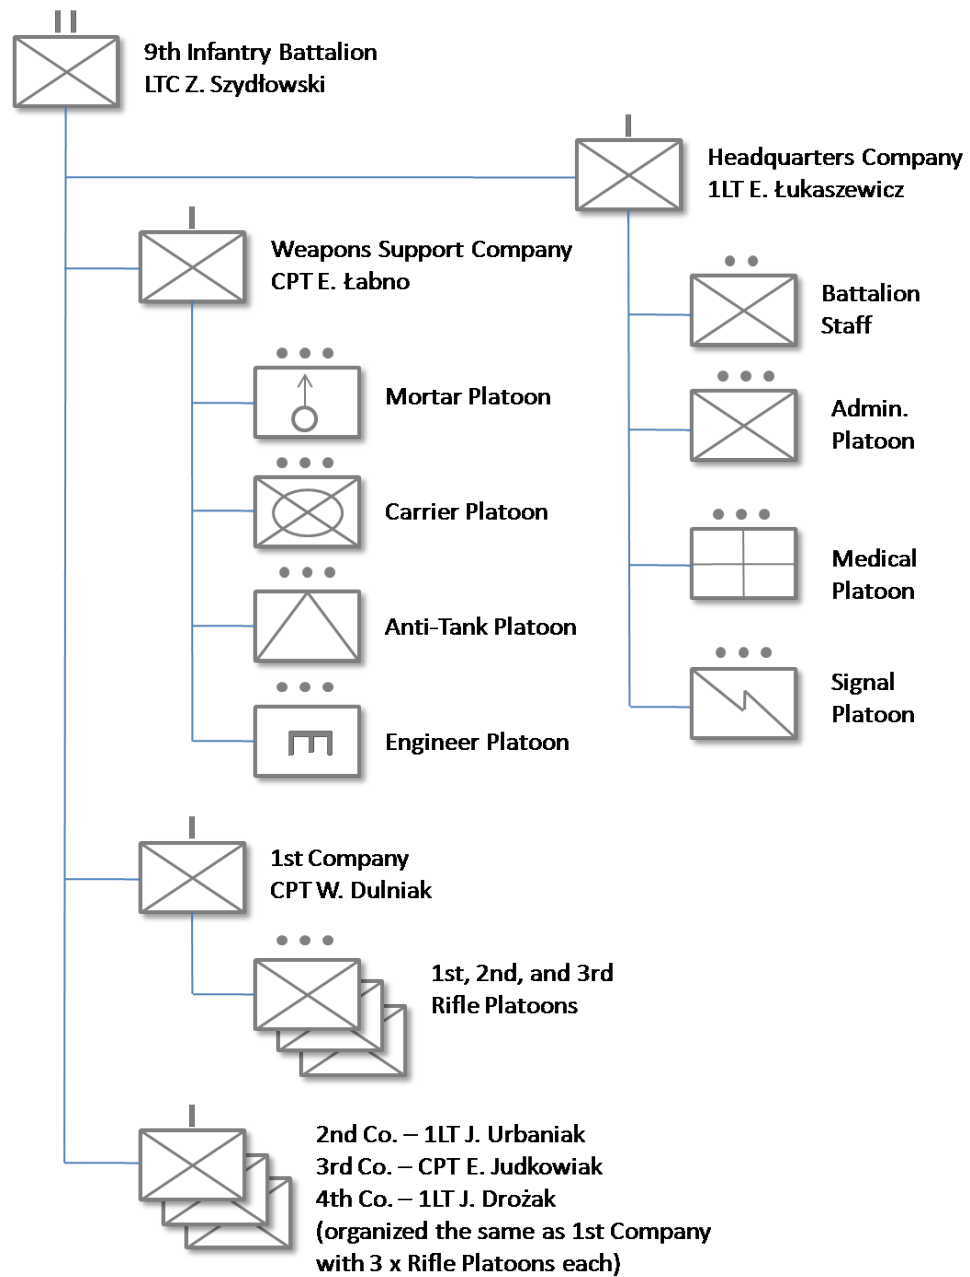 9th Infantry Battalion
LTC Z. Szydłowski
Headquarters Company
1LT E. Łukaszewicz
Weapons Support Company
CPT E. Łabno
Battalion
Staff
Mortar Platoon
Admin.
Platoon
Carrier Platoon
Medical
Platoon
Anti-Tank Platoon
Signal
Platoon
Engineer Platoon
1st Company
CPT W. Dulniak
1st, 2nd, and 3rd
Rifle Platoons
2nd Co. – 1LT J. Urbaniak
3rd Co. – CPT E. Judkowiak
4th Co. – 1LT J. Drożak
(organized the same as 1st Company
with 3 x Rifle Platoons each)